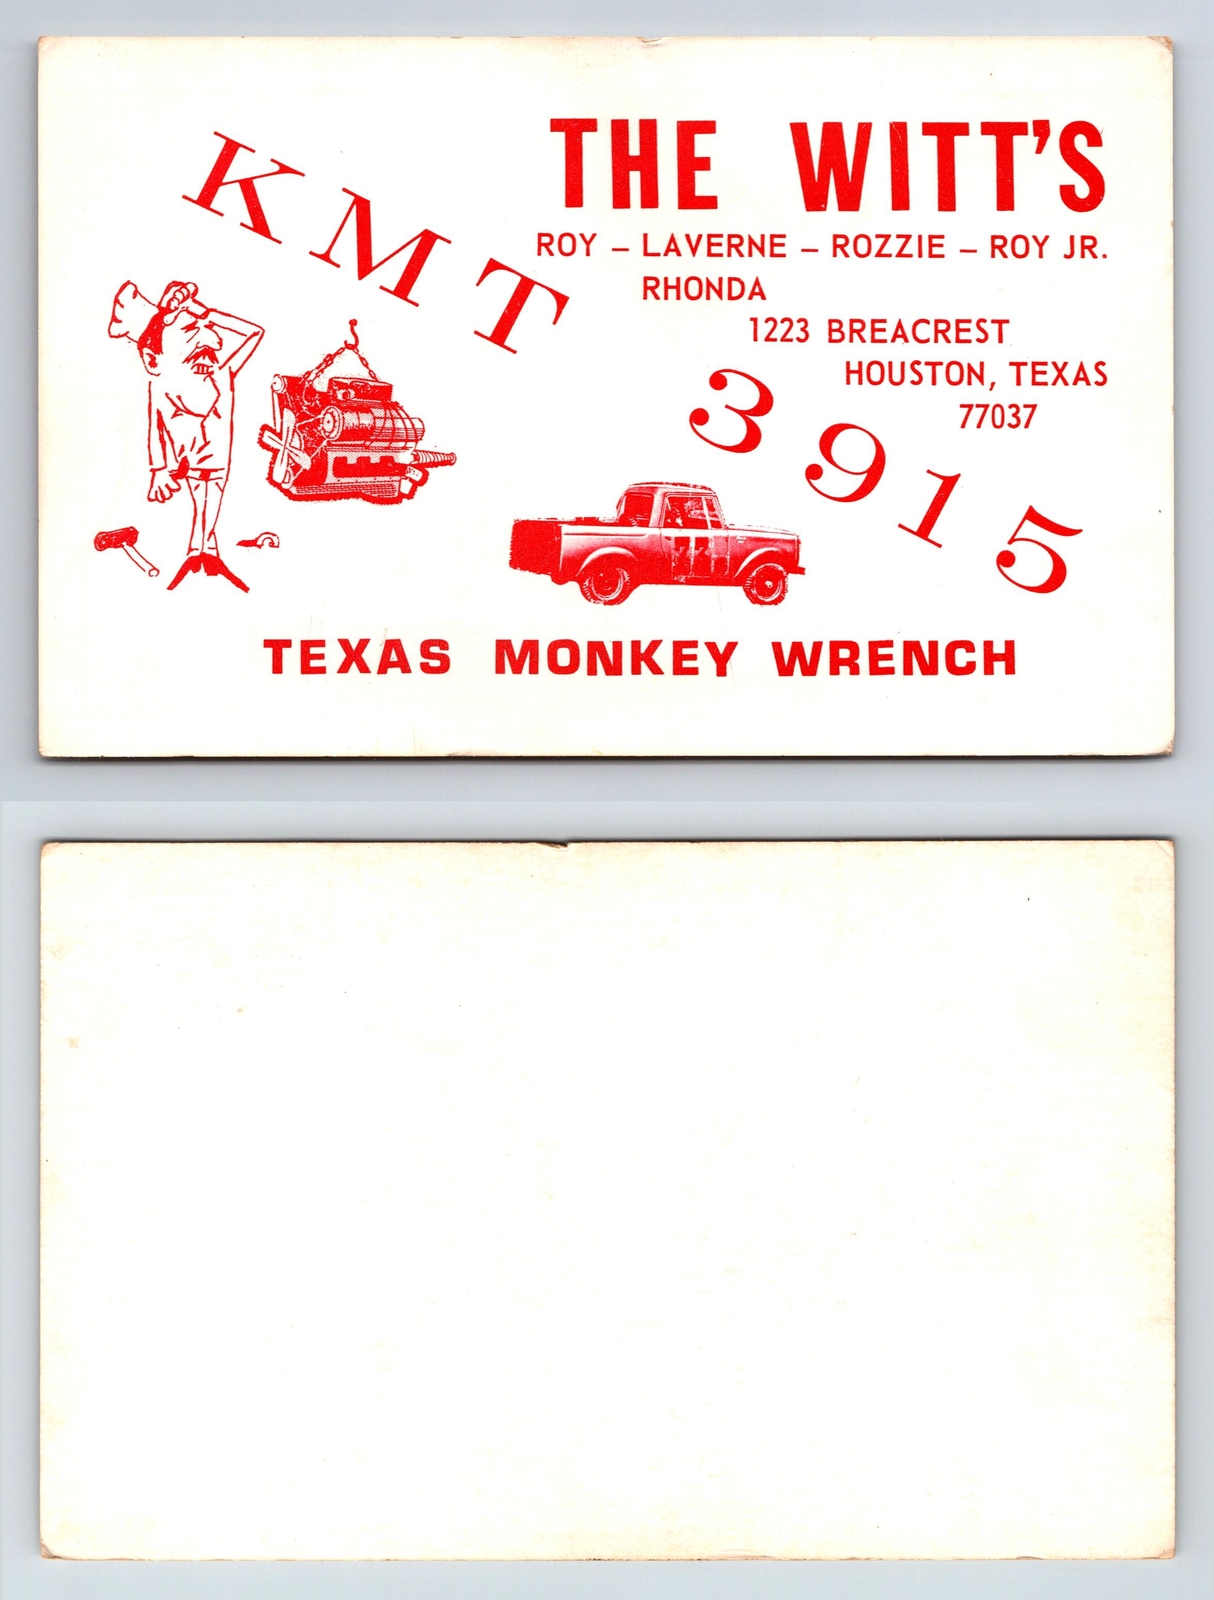 KMT
THE WITT'S
ROY – LAVERNE – ROZZIE – ROY JR.
RHONDA
1223 BREACREST
HOUSTON, TEXAS
77037
3915
TEXAS MONKEY WRENCH